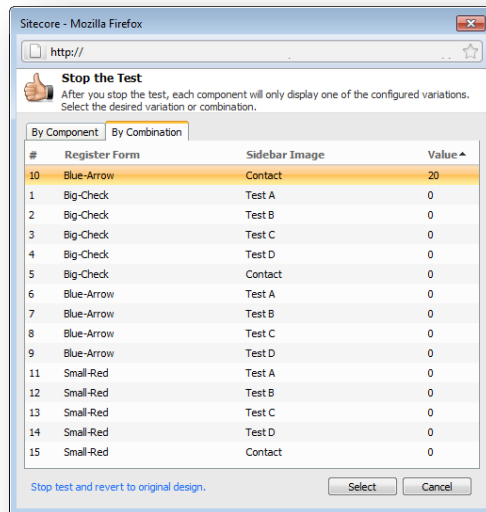 Sitecore - Mozilla Firefox
http://
Stop the Test
After you stop the test, each component will only display one of the configured variations.
Select the desired variation or combination.
By Component By Combination
# Register Form Sidebar Image Value
10 Blue-Arrow Contact 20
1 Big-Check Test A 0
2 Big-Check Test B 0
3 Big-Check Test C 0
4 Big-Check Test D 0
5 Big-Check Contact 0
6 Blue-Arrow Test A 0
7 Blue-Arrow Test B 0
8 Blue-Arrow Test C 0
9 Blue-Arrow Test D 0
11 Small-Red Test A 0
12 Small-Red Test B 0
13 Small-Red Test C 0
14 Small-Red Test D 0
15 Small-Red Contact 0
Stop test and revert to original design. Select Cancel